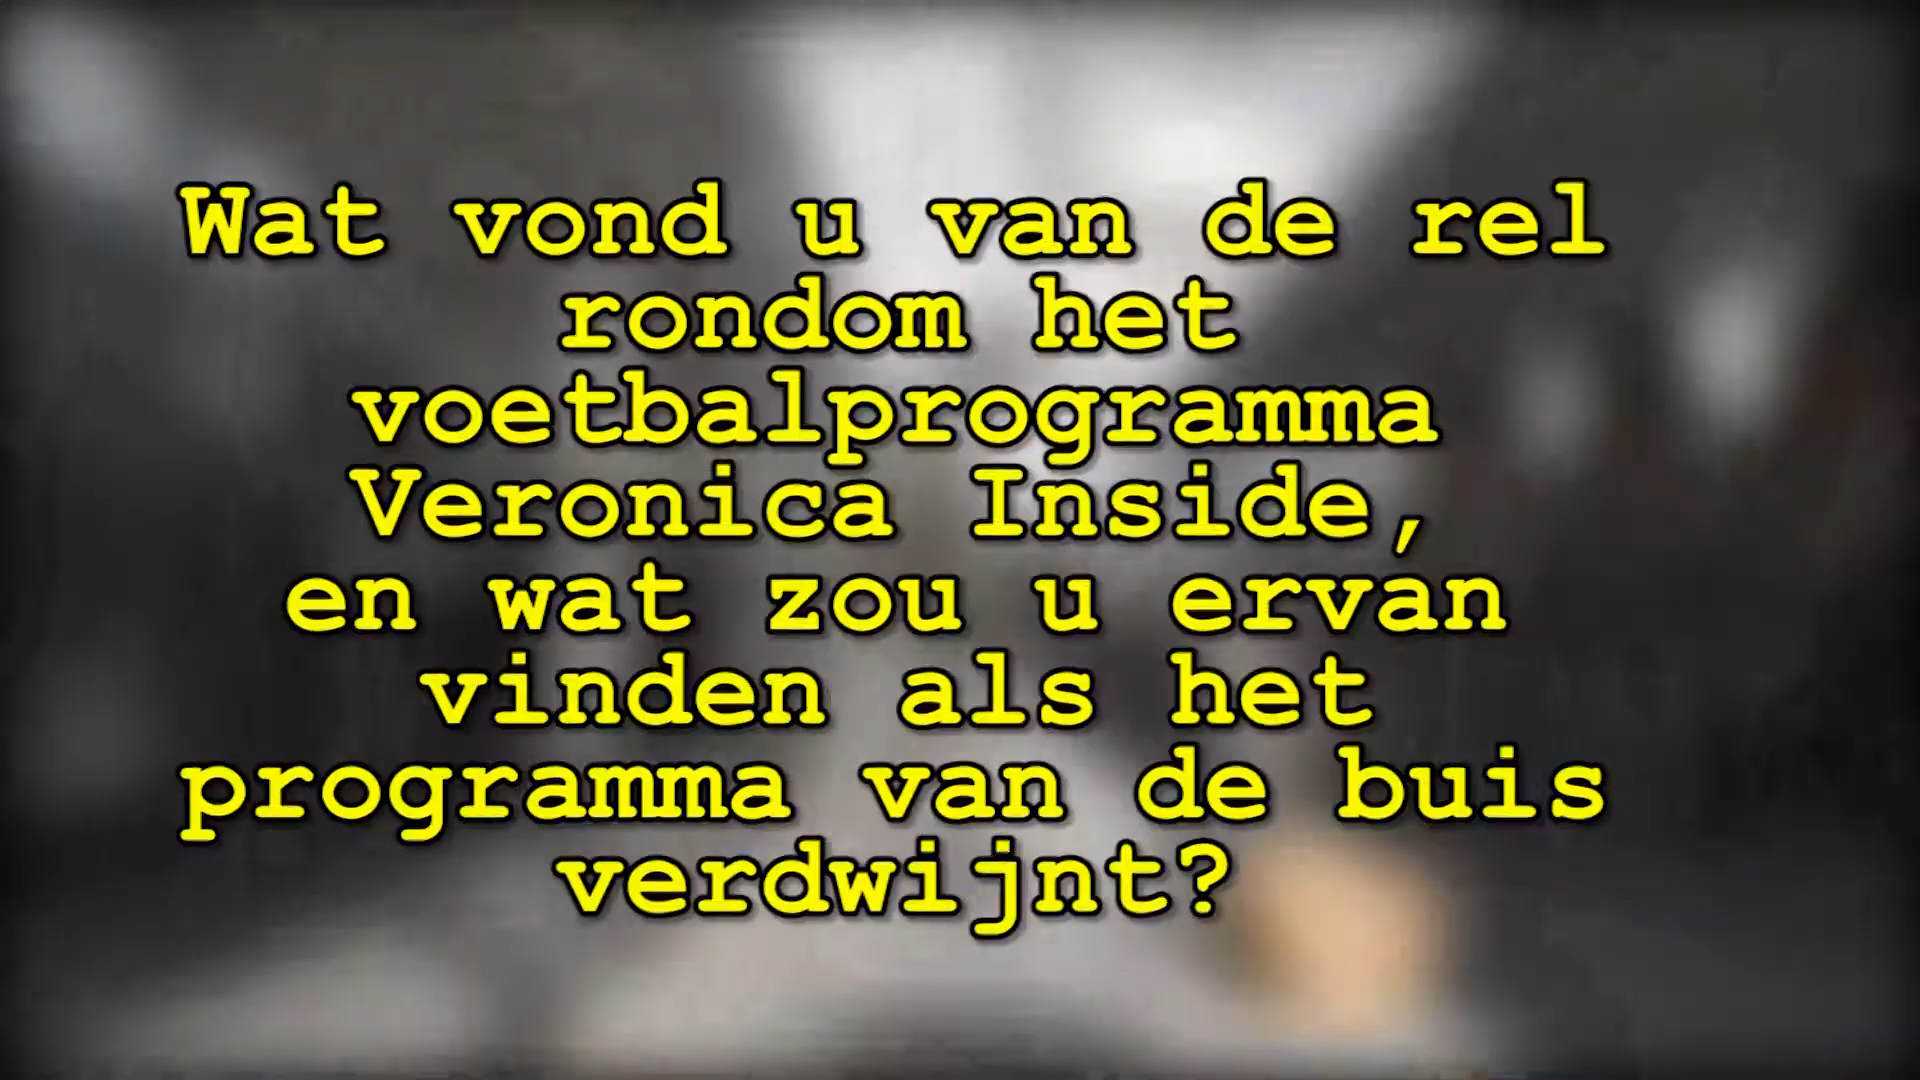 Wat vond u van de rel
rondom het
voetbalprogramma
Veronica Inside,
en wat zou u ervan
vinden als het
programma van de buis
verdwijnt?